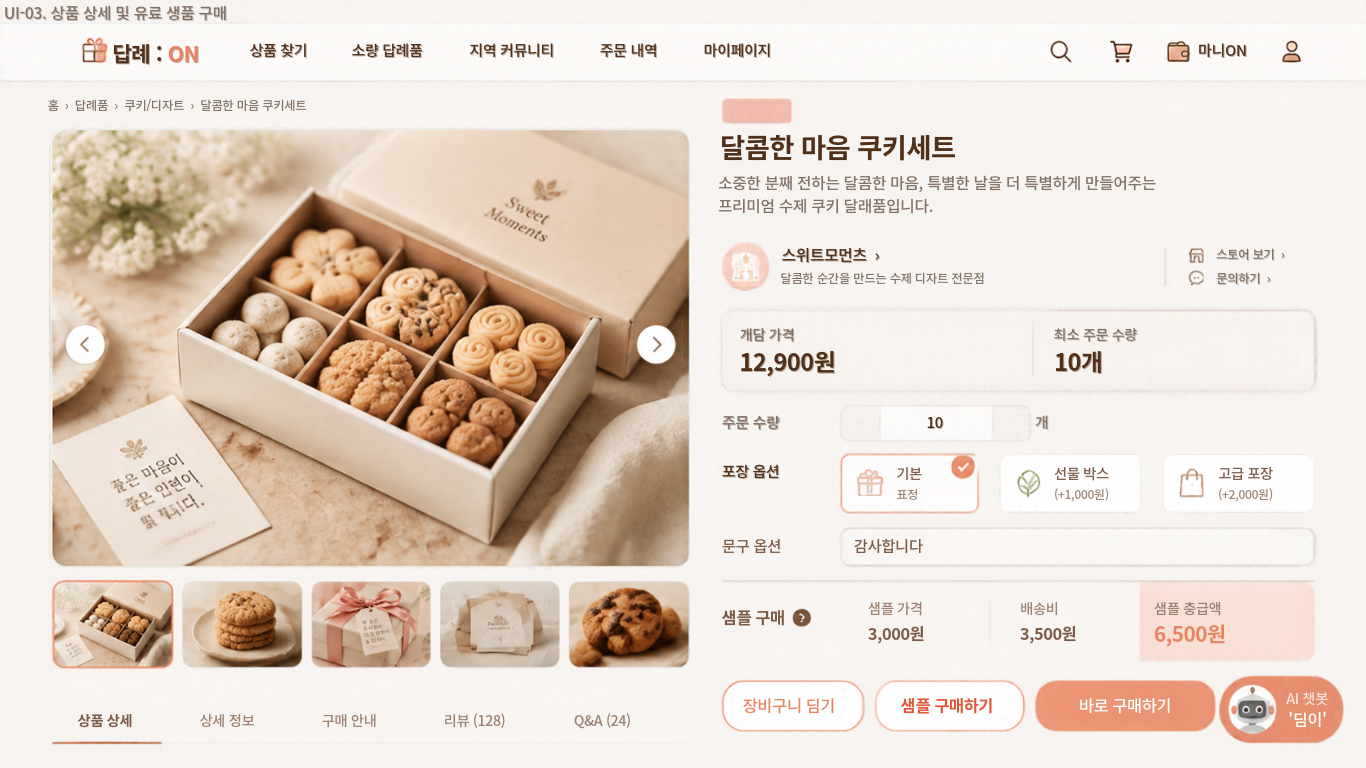 UI-03. 상품 상세 및 유료 생품 구매
답례 : ON
상품 찾기
소량 답례품
지역 커뮤니티
주문 내역
마이페이지
마니ON
홈 › 답례품 › 쿠키/디자트 › 달콤한 마음 쿠키세트
Sweet
Moments
달콤한 마음 쿠키세트
소중한 분째 전하는 달콤한 마음, 특별한 날을 더 특별하게 만들어주는
프리미엄 수제 쿠키 달래품입니다.
스위트모먼츠 ›
달콤한 순간을 만드는 수제 디자트 전문점
스토어 보기 ›
문의하기 ›
개담 가격
12,900원
최소 주문 수량
10개
주문 수량
10
개
포장 옵션
기본
표정
선물 박스
(+1,000원)
고급 포장
(+2,000원)
문구 옵션
감사합니다
샘플 구매 ?
샘플 가격
3,000원
배송비
3,500원
샘플 충급액
6,500원
장비구니 담기
샘플 구매하기
바로 구매하기
AI 챗봇
'딤이'
상품 상세
상세 정보
구매 안내
리뷰 (128)
Q&A (24)